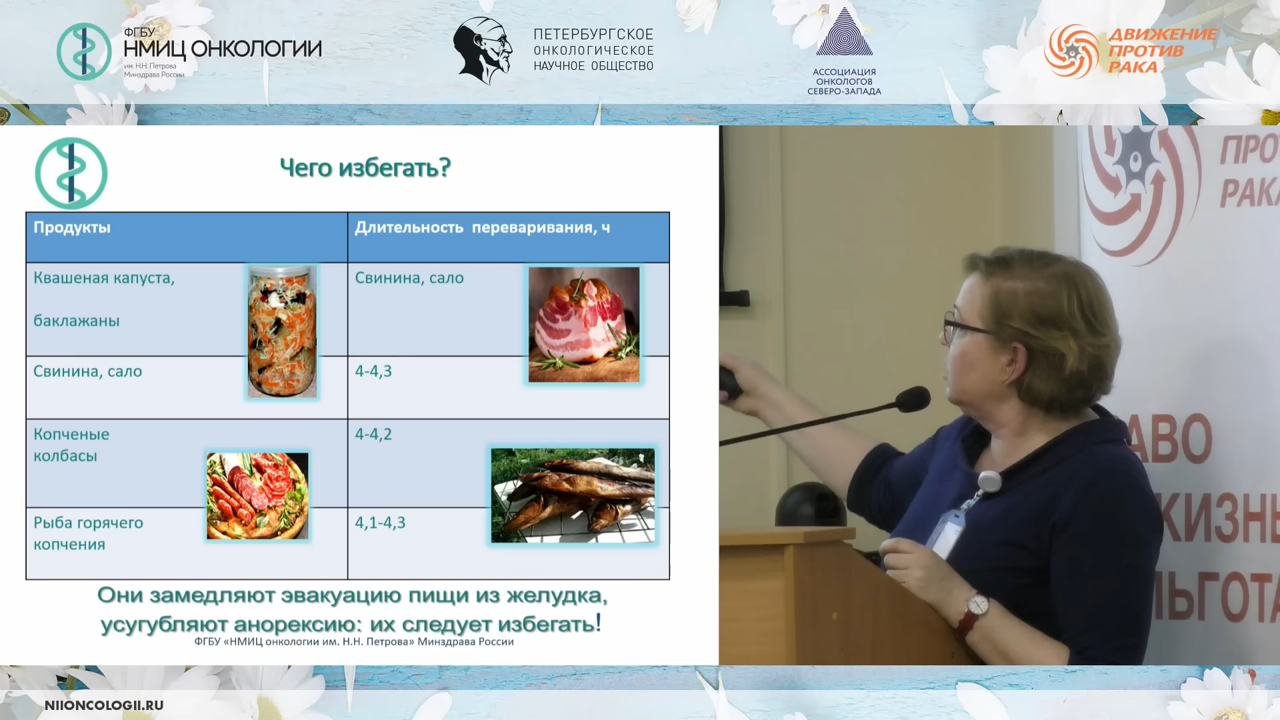 ФГБУ
НМИЦ ОНКОЛОГИИ
им. Н.Н. Петрова
Минздрава России
ПЕТЕРБУРГСКОЕ
ОНКОЛОГИЧЕСКОЕ
НАУЧНОЕ ОБЩЕСТВО
АССОЦИАЦИЯ
ОНКОЛОГОВ
СЕВЕРО-ЗАПАДА
ДВИЖЕНИЕ
ПРОТИВ
РАКА
Чего избегать?
Продукты
Длительность переваривания, ч
Квашеная капуста,
баклажаны
Свинина, сало
Свинина, сало
4-4,3
Копченые
колбасы
4-4,2
Рыба горячего
копчения
4,1-4,3
Они замедляют эвакуацию пищи из желудка,
усугубляют анорексию: их следует избегать!
ФГБУ «НМИЦ онкологии им. Н.Н. Петрова» Минздрава России
ПРО
РАКА
АВО
ЖИЗНЬ
ЛЬГОТА
NIIONCOLOGII.RU